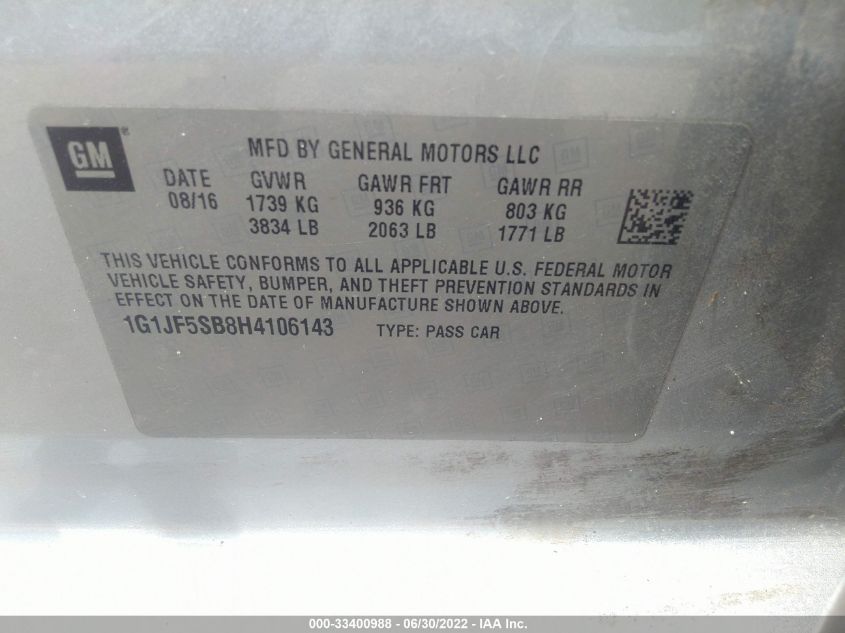 GM®
MFD BY GENERAL MOTORS LLC
DATE GVWR GAWR FRT GAWR RR
08/16 1739 KG 936 KG 803 KG
3834 LB 2063 LB 1771 LB
THIS VEHICLE CONFORMS TO ALL APPLICABLE U.S. FEDERAL MOTOR
VEHICLE SAFETY, BUMPER, AND THEFT PREVENTION STANDARDS IN
EFFECT ON THE DATE OF MANUFACTURE SHOWN ABOVE.
1G1JF5SB8H4106143 TYPE: PASS CAR
000-33400988 - 06/30/2022 - IAA Inc.